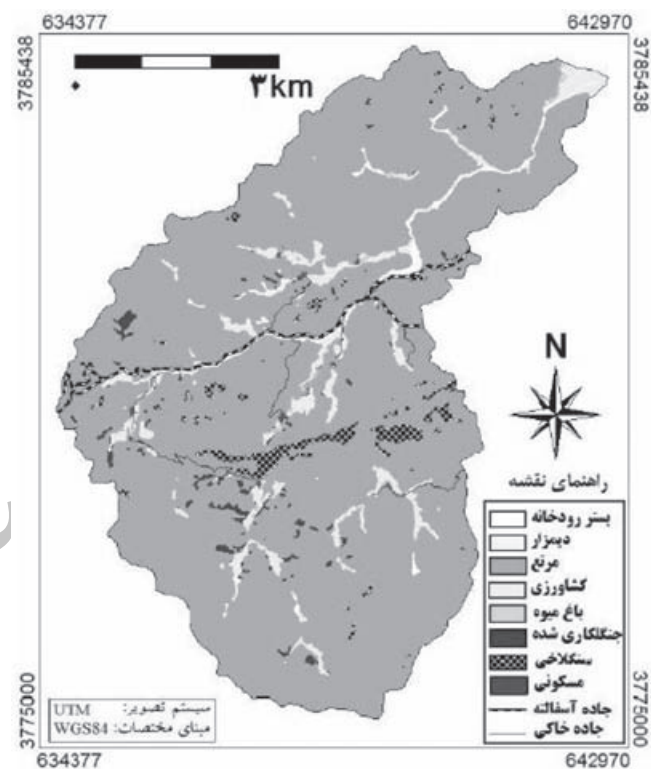 634377 642970
3785438 3785438
۳km
N
راهنمای نقشه
بستر رودخانه
دیمزار
مرتع
کشاورزی
باغ میوه
جنگلکاری شده
سنگلاخی
مسکونی
جاده آسفالته
جاده خاکی
سیستم تصویر: UTM
مبنای مختصات: WGS84
3775000 3775000
634377 642970